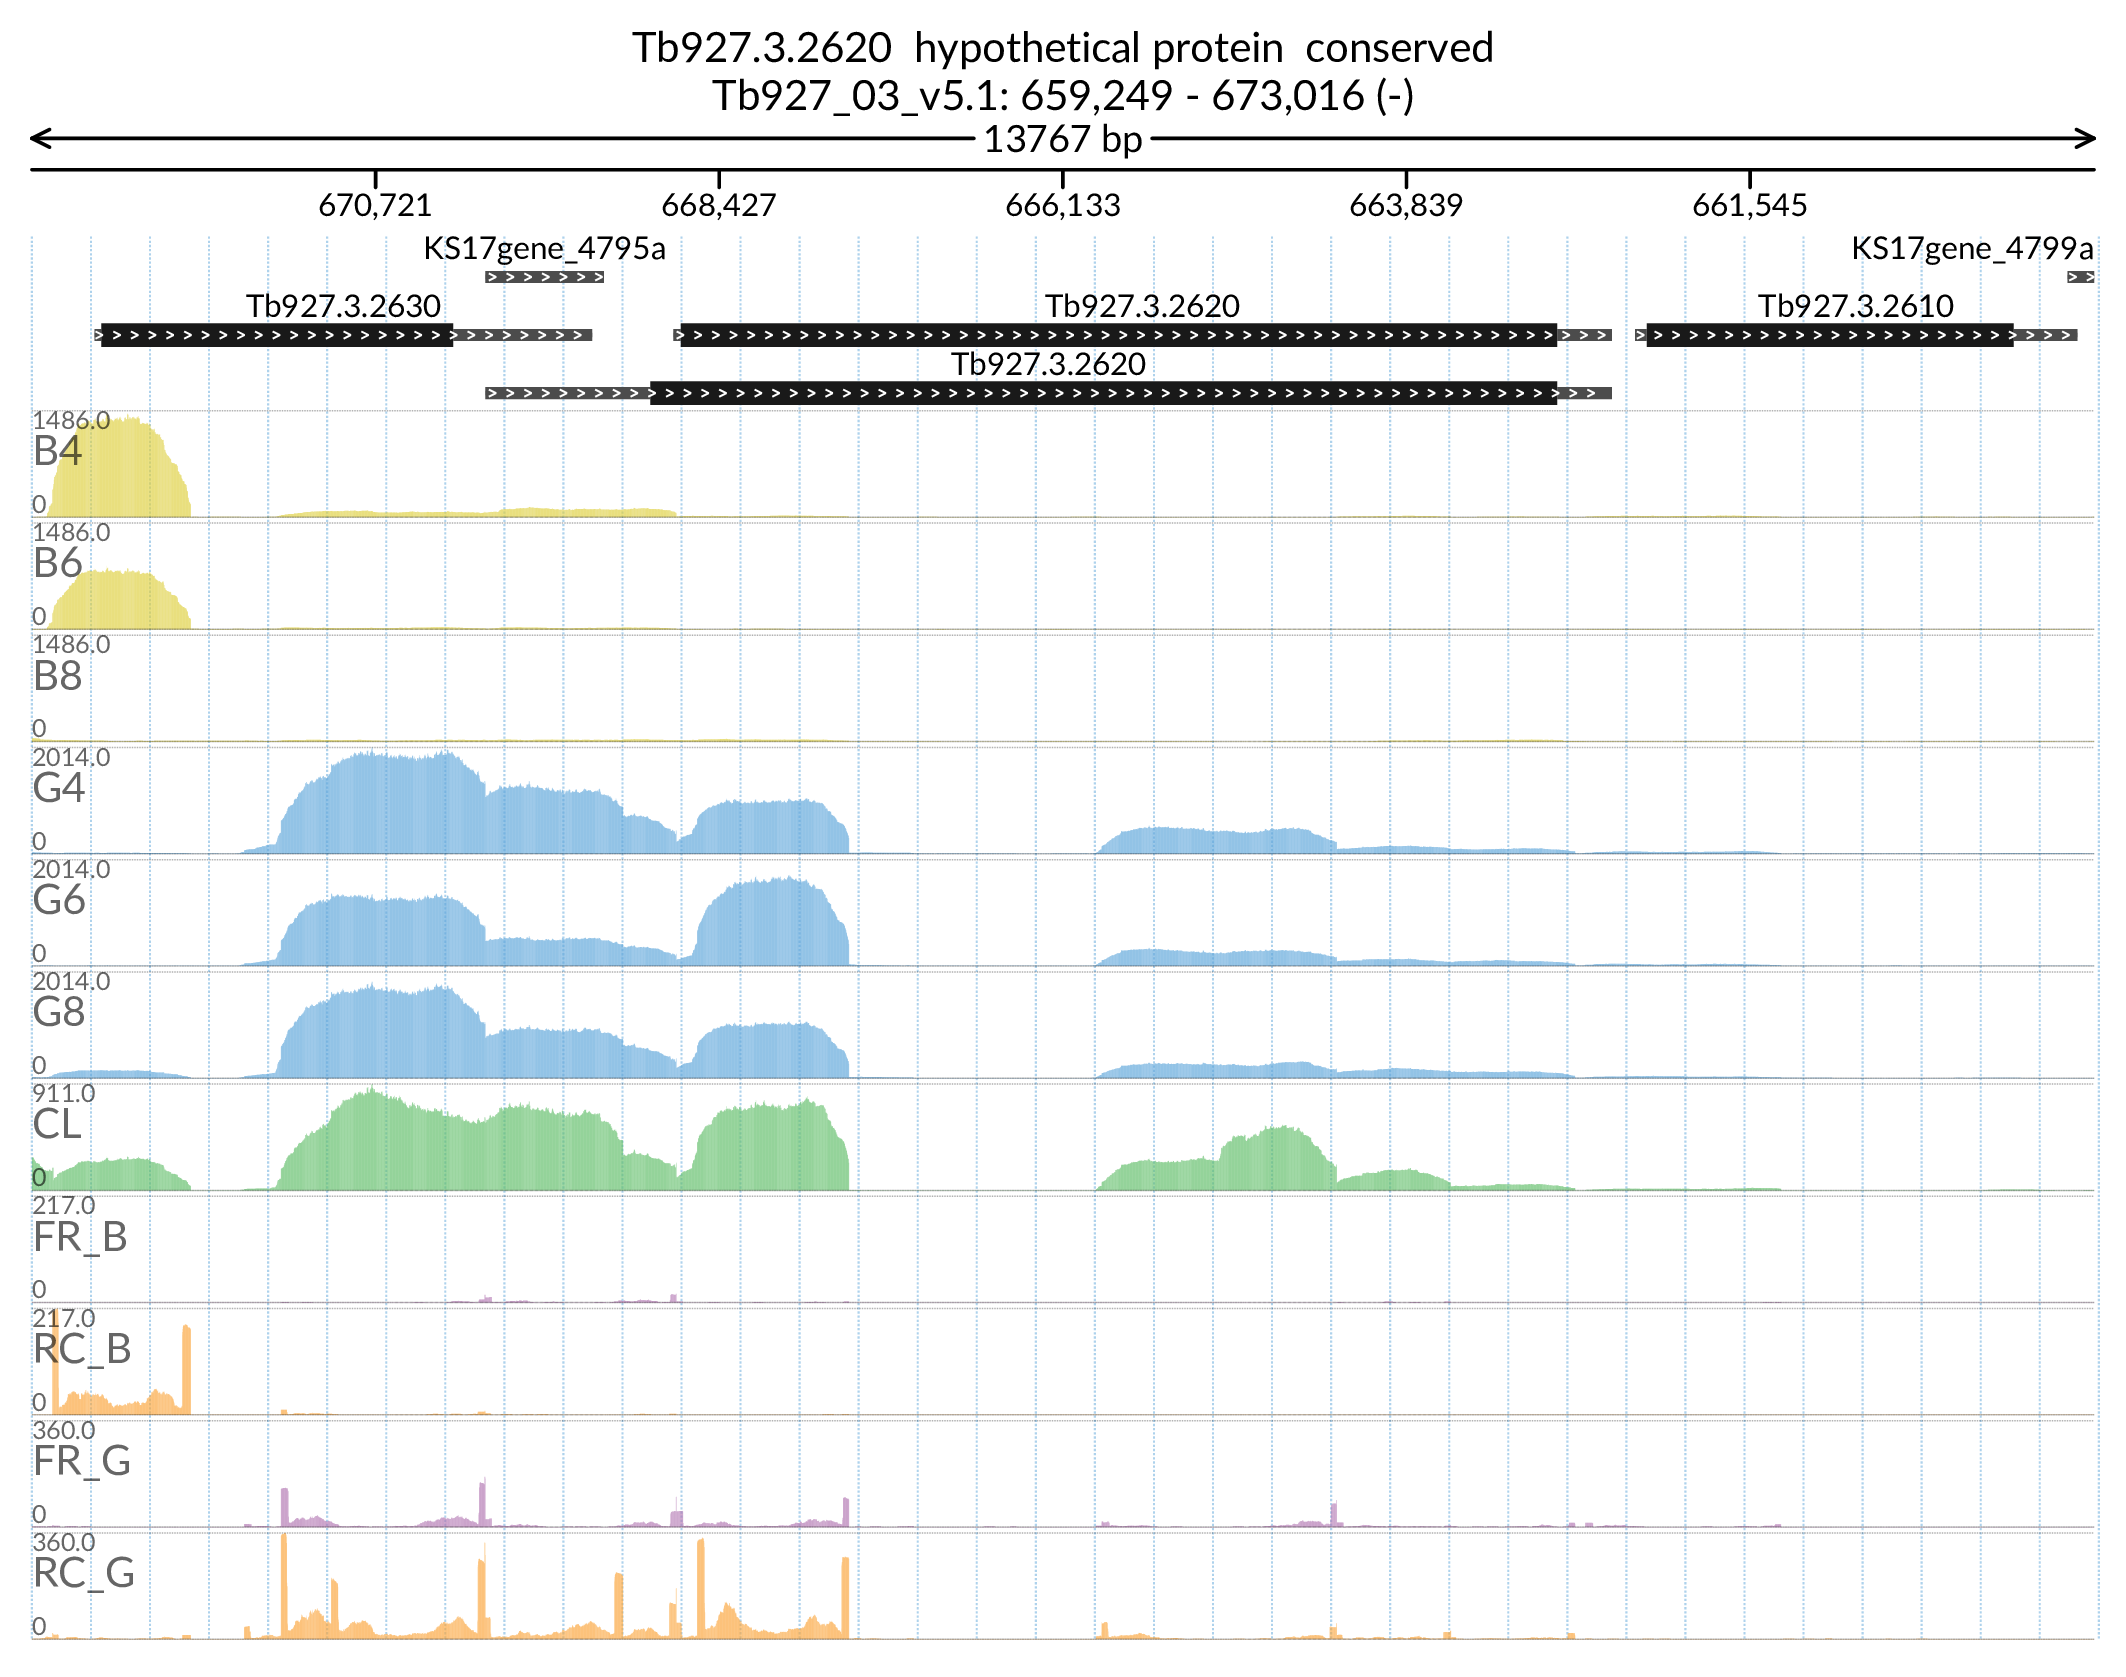 Tb927.3.2620  hypothetical protein  conserved
Tb927_03_v5.1: 659,249 - 673,016 (-)
13767 bp
670,721 668,427 666,133 663,839 661,545
KS17gene_4795a KS17gene_4799a
Tb927.3.2630 Tb927.3.2620 Tb927.3.2610
Tb927.3.2620
1486.0
B4
0
1486.0
B6
0
1486.0
B8
0
2014.0
G4
0
2014.0
G6
0
2014.0
G8
0
911.0
CL
0
217.0
FR_B
0
217.0
RC_B
0
360.0
FR_G
0
360.0
RC_G
0